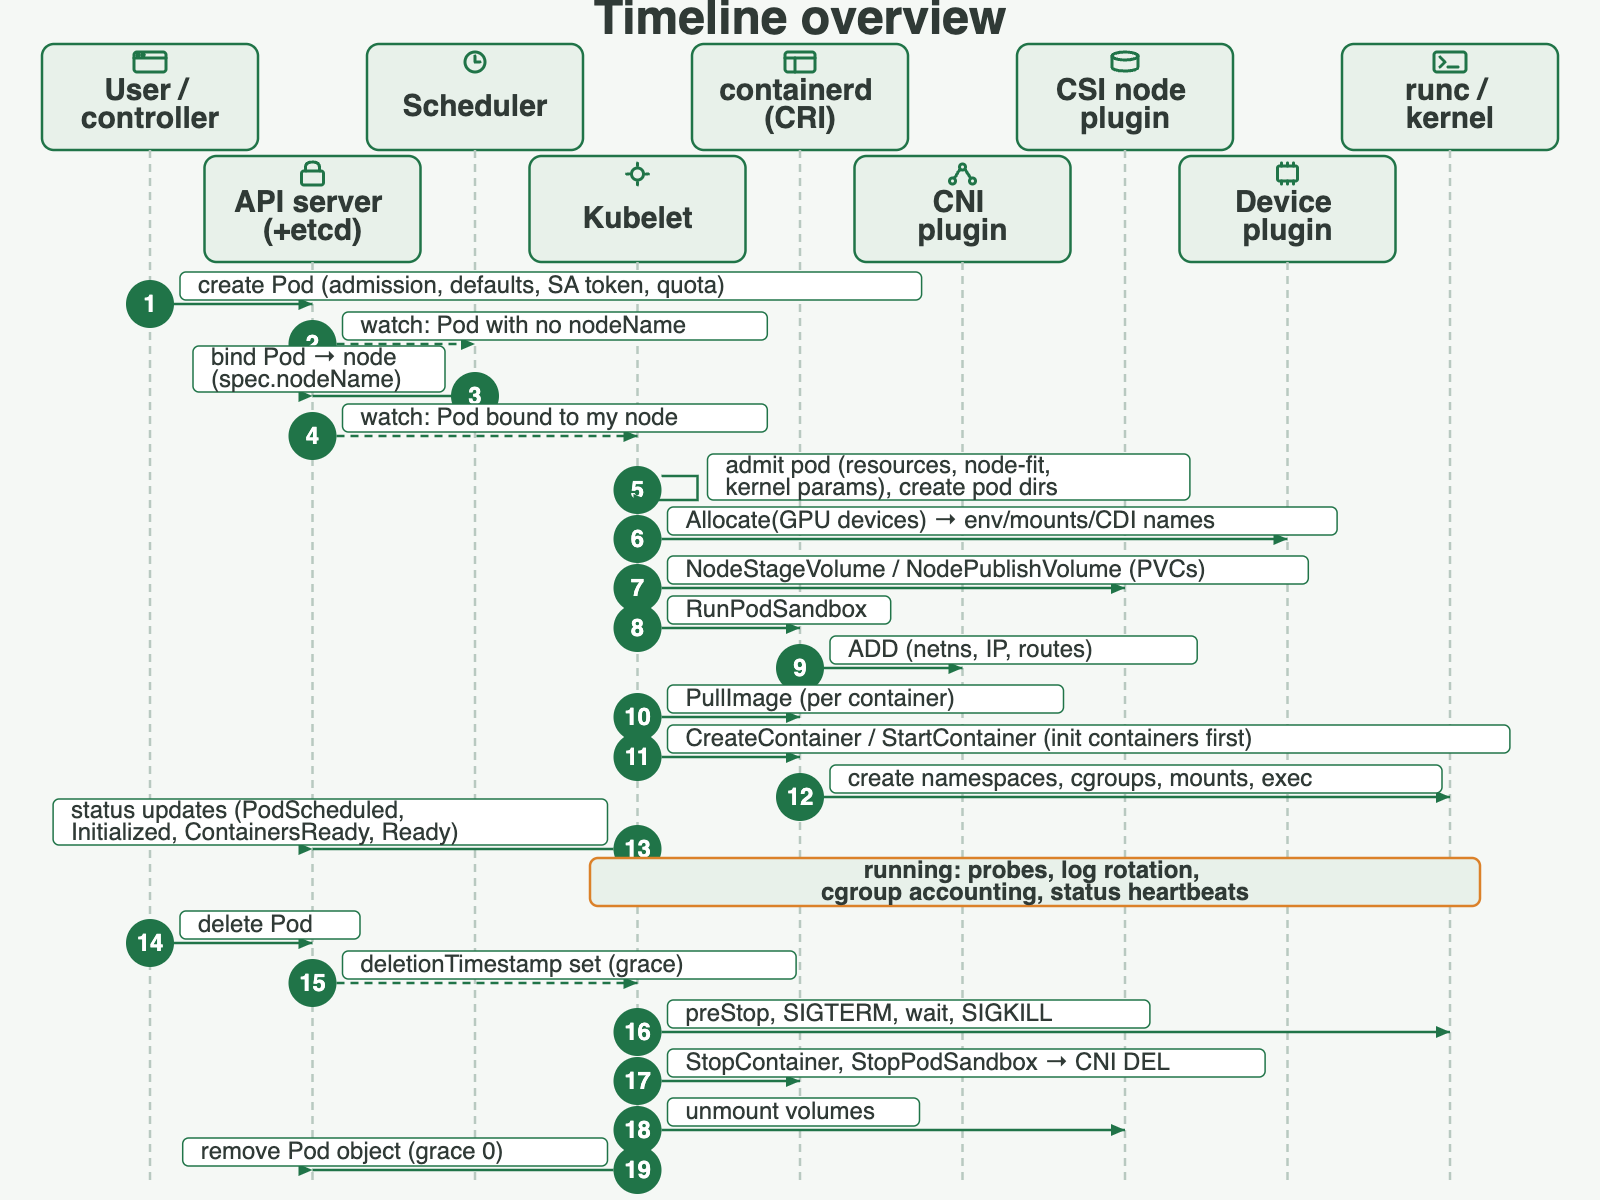 Timeline overview
User /
controller
Scheduler
containerd
(CRI)
CSI node
plugin
runc /
kernel
API server
(+etcd)
Kubelet
CNI
plugin
Device
plugin
1
create Pod (admission, defaults, SA token, quota)
2
watch: Pod with no nodeName
bind Pod → node
(spec.nodeName)
3
4
watch: Pod bound to my node
5
admit pod (resources, node-fit,
kernel params), create pod dirs
6
Allocate(GPU devices) → env/mounts/CDI names
7
NodeStageVolume / NodePublishVolume (PVCs)
8
RunPodSandbox
9
ADD (netns, IP, routes)
10
PullImage (per container)
11
CreateContainer / StartContainer (init containers first)
12
create namespaces, cgroups, mounts, exec
status updates (PodScheduled,
Initialized, ContainersReady, Ready)
13
running: probes, log rotation,
cgroup accounting, status heartbeats
14
delete Pod
15
deletionTimestamp set (grace)
16
preStop, SIGTERM, wait, SIGKILL
17
StopContainer, StopPodSandbox → CNI DEL
18
unmount volumes
remove Pod object (grace 0)
19